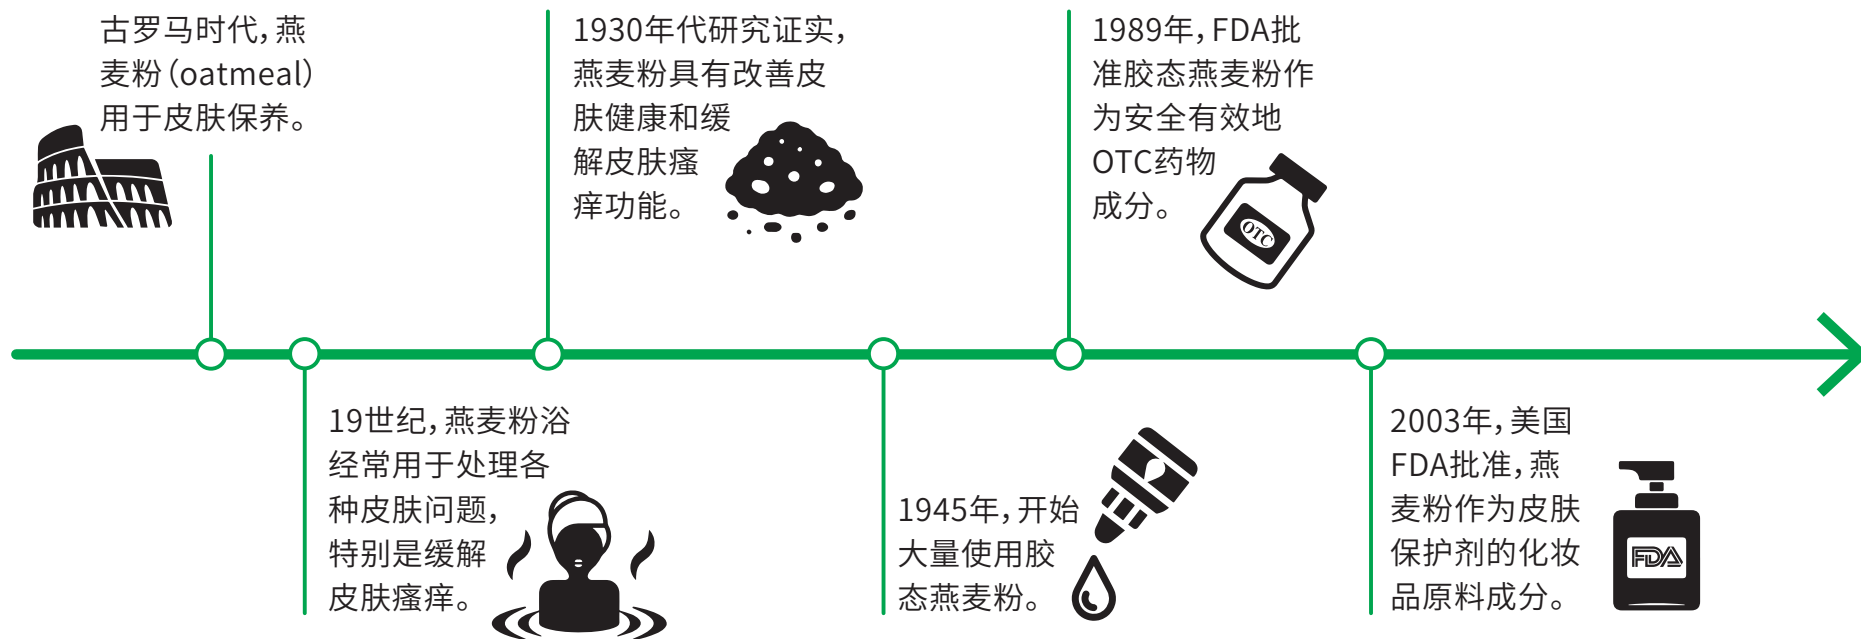 古罗马时代，燕
麦粉（oatmeal）
用于皮肤保养。
19世纪，燕麦粉浴
经常用于处理各
种皮肤问题，
特别是缓解
皮肤瘙痒。
1930年代研究证实，
燕麦粉具有改善皮
肤健康和缓
解皮肤瘙
痒功能。
1945年，开始
大量使用胶
态燕麦粉。
1989年，FDA批
准胶态燕麦粉作
为安全有效地
OTC药物
成分。
OTC
2003年，美国
FDA批准，燕
麦粉作为皮肤
保护剂的化妆
品原料成分。
FDA